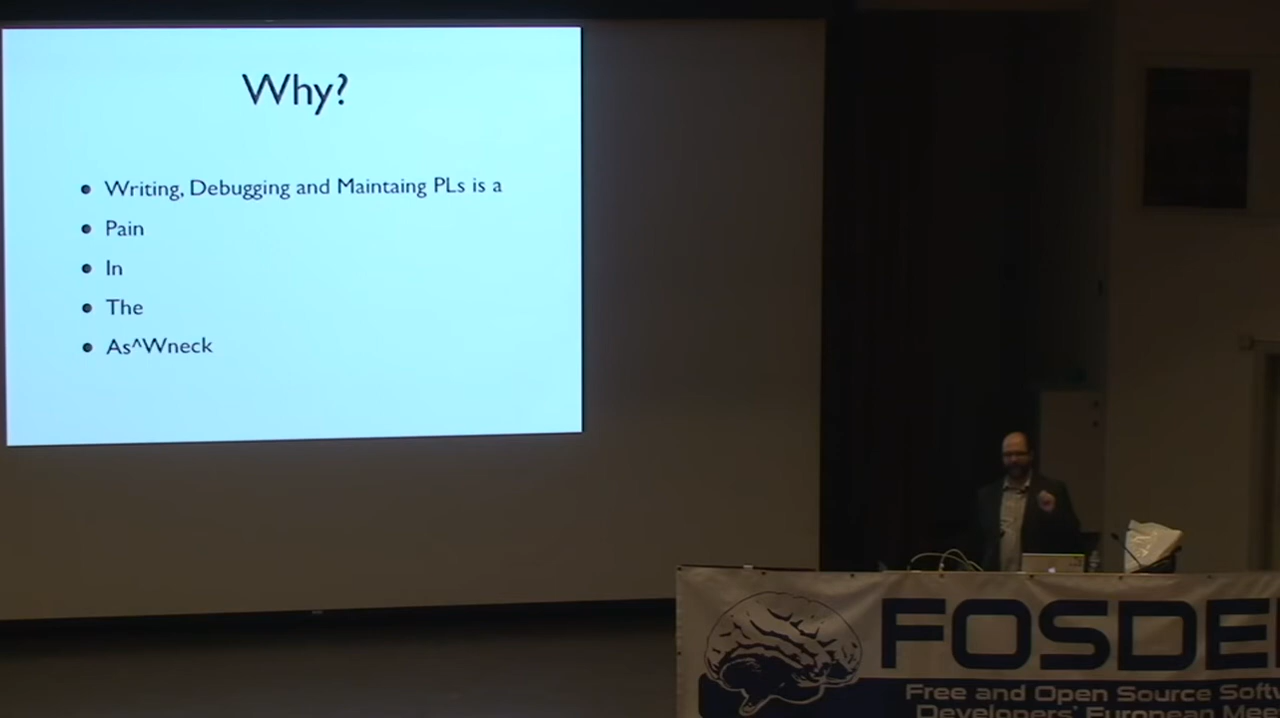 Why?
Writing, Debugging and Maintaing PLs is a
Pain
In
The
As^Wneck
FOSDE
Free and Open Source Softw
Developers' European Mee